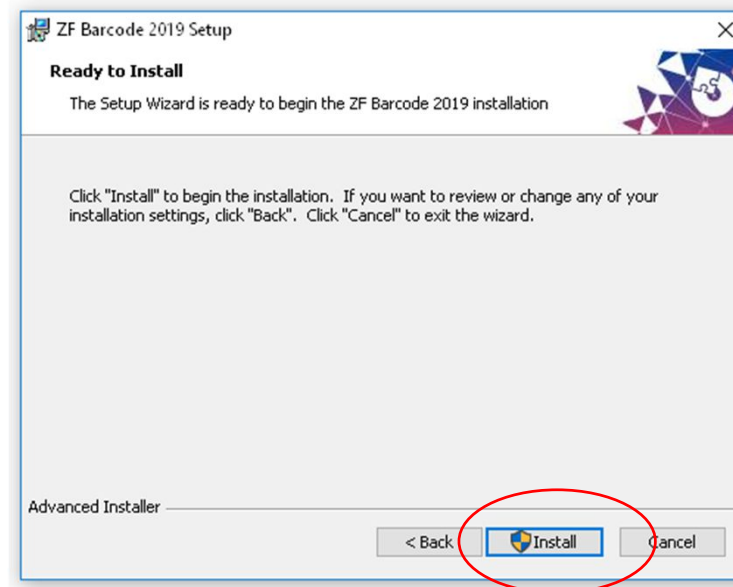 ZF Barcode 2019 Setup
Ready to Install
The Setup Wizard is ready to begin the ZF Barcode 2019 installation
Click "Install" to begin the installation. If you want to review or change any of your
installation settings, click "Back". Click "Cancel" to exit the wizard.
Advanced Installer
< Back Install Cancel